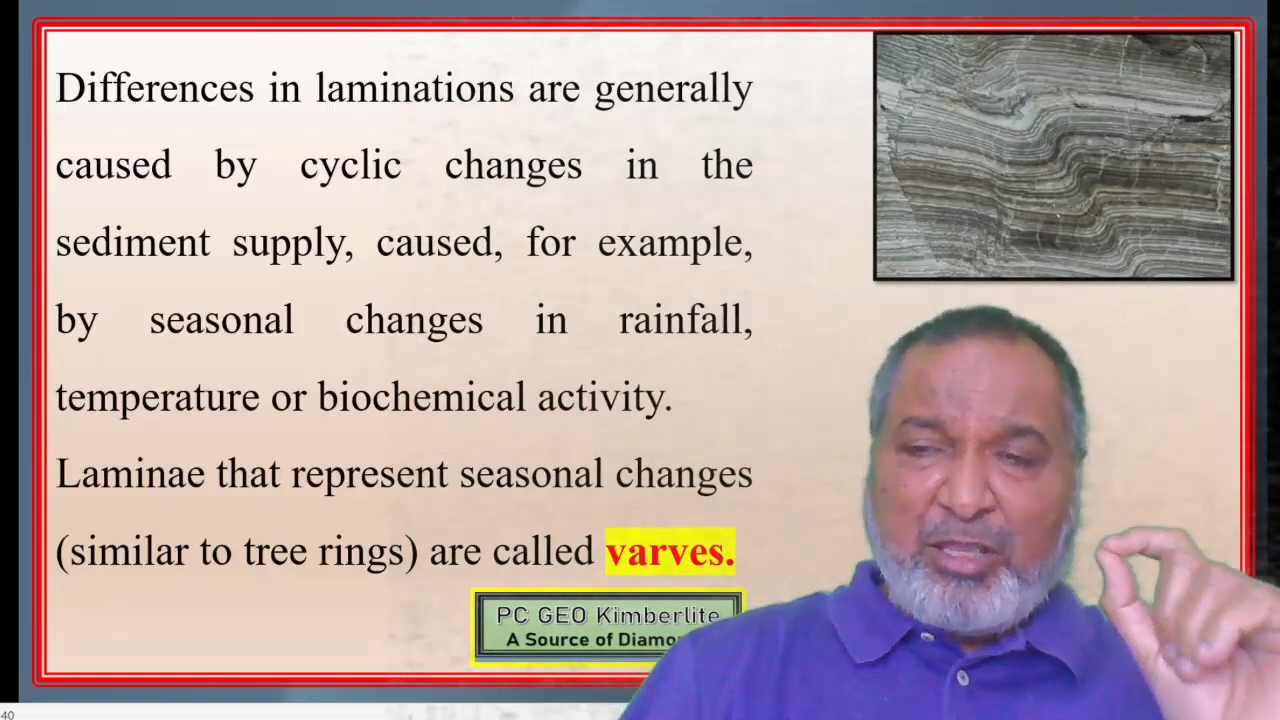 Differences in laminations are generally
caused by cyclic changes in the
sediment supply, caused, for example,
by seasonal changes in rainfall,
temperature or biochemical activity.
Laminae that represent seasonal changes
(similar to tree rings) are called varves.
PC GEO Kimberlite
A Source of
40